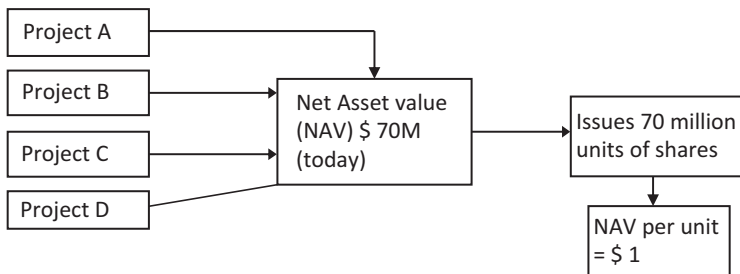 Project A
Project B
Project C
Project D
Net Asset value
(NAV) $ 70M
(today)
Issues 70 million
units of shares
NAV per unit
= $ 1